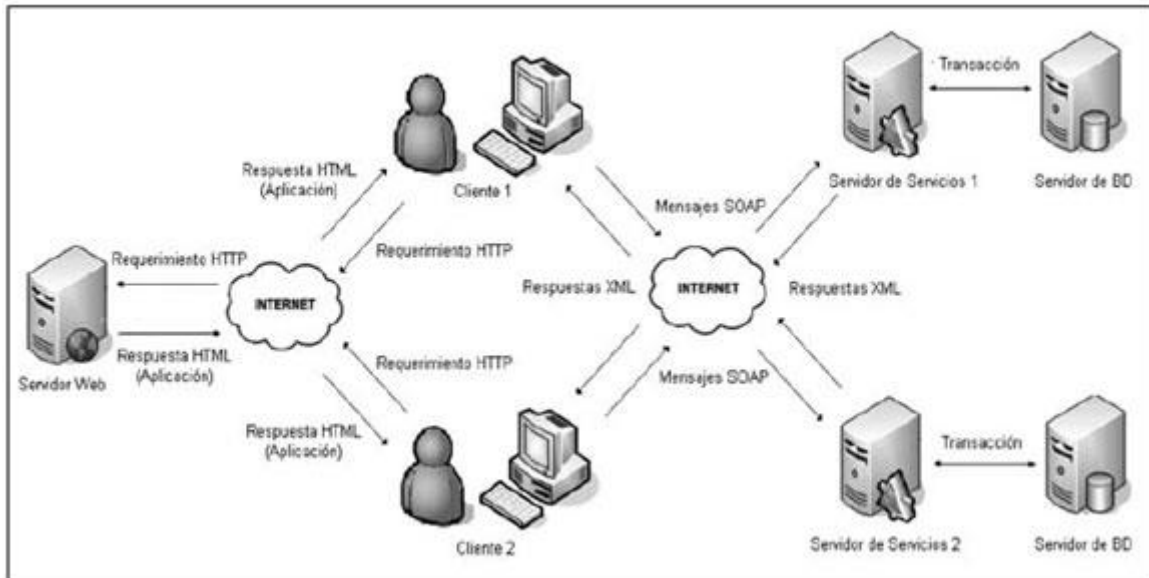 Transacción
Servidor de Servicios 1
Servidor de BD
Respuesta HTML
(Aplicación)
Cliente 1
Mensajes SOAP
Requerimiento HTTP
Requerimiento HTTP
INTERNET
Respuestas XML
INTERNET
Respuestas XML
Respuesta HTML
(Aplicación)
Servidor Web
Requerimiento HTTP
Mensajes SOAP
Respuesta HTML
(Aplicación)
Transacción
Cliente 2
Servidor de Servicios 2
Servidor de BD